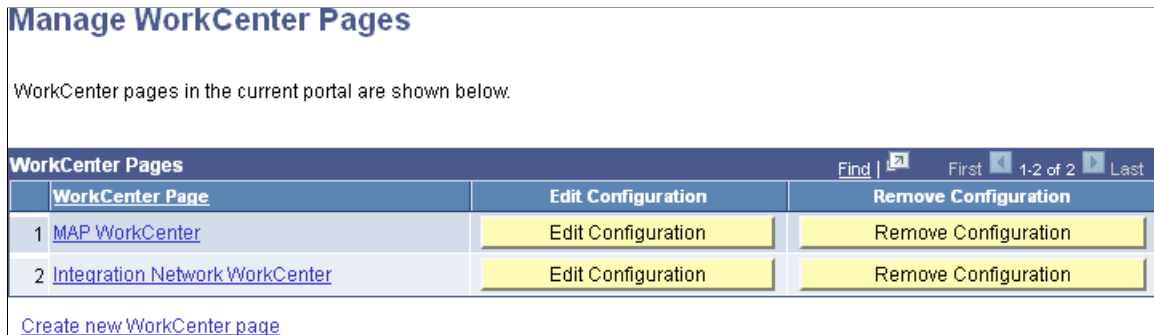 Manage WorkCenter Pages
WorkCenter pages in the current portal are shown below.
WorkCenter Pages Find | First 1-2 of 2 Last
WorkCenter Page Edit Configuration Remove Configuration
1 MAP WorkCenter Edit Configuration Remove Configuration
2 Integration Network WorkCenter Edit Configuration Remove Configuration
Create new WorkCenter page